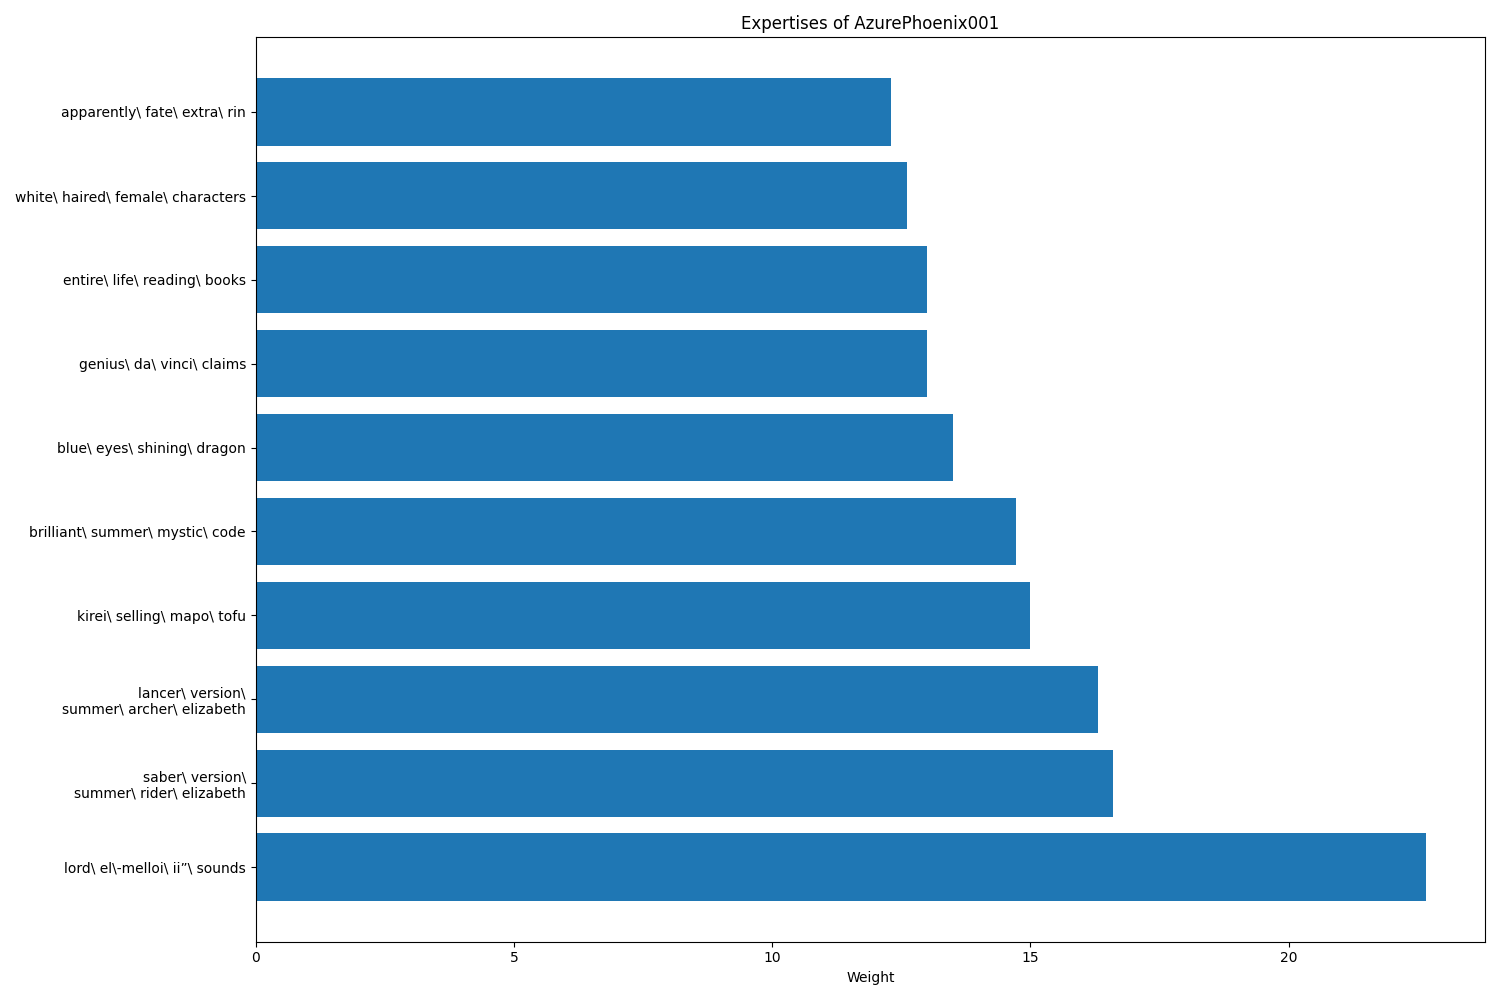 Expertises of AzurePhoenix001
apparently\ fate\ extra\ rin
white\ haired\ female\ characters
entire\ life\ reading\ books
genius\ da\ vinci\ claims
blue\ eyes\ shining\ dragon
brilliant\ summer\ mystic\ code
kirei\ selling\ mapo\ tofu
lancer\ version\
summer\ archer\ elizabeth
saber\ version\
summer\ rider\ elizabeth
lord\ el\-melloi\ ii”\ sounds
0 5 10 15 20
Weight